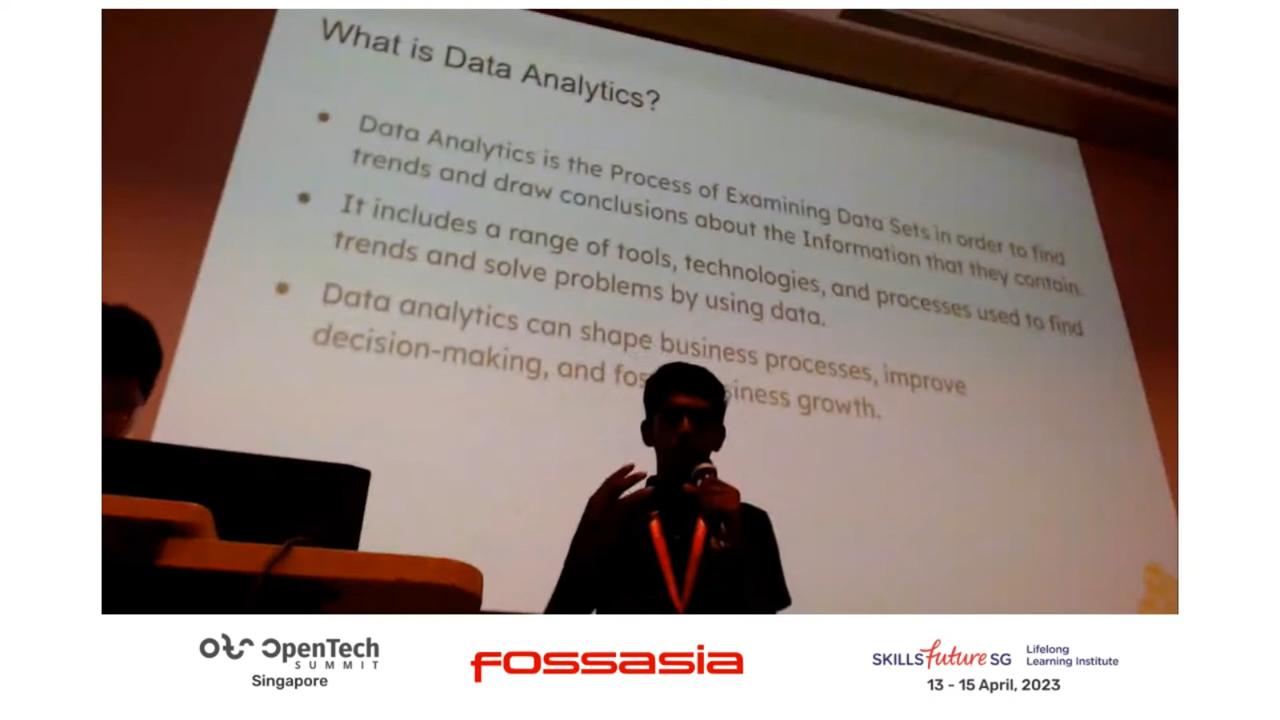 What is Data Analytics?
Data Analytics is the Process of Examining Data Sets in order to find
trends and draw conclusions about the Information that they contain.
It includes a range of tools, technologies, and processes used to find
trends and solve problems by using data.
Data analytics can shape business processes, improve
decision-making, and growth.
OpenTech
SUMMIT
Singapore
FOSSASIA
SKILLS future SG
Lifelong
Learning Institute
13 - 15 April, 2023